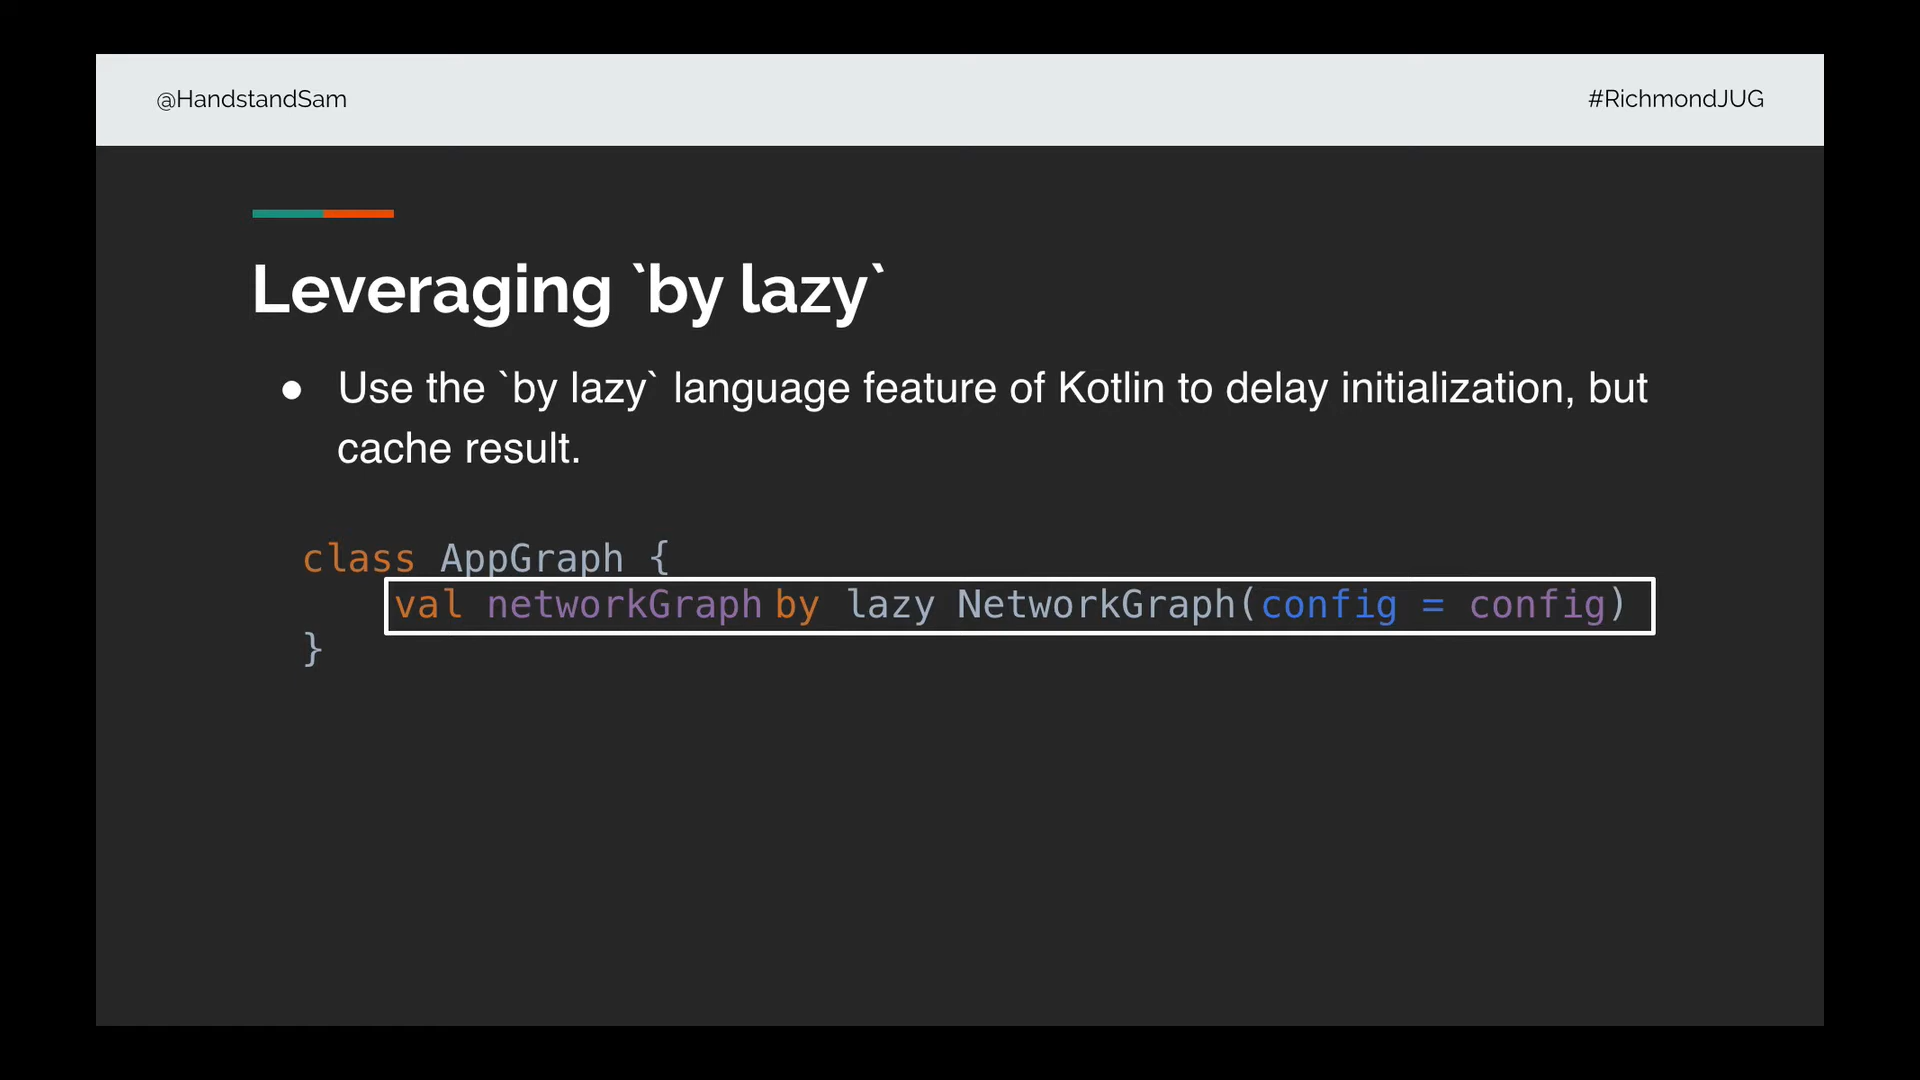 @HandstandSam
#RichmondJUG
Leveraging `by lazy`
● Use the `by lazy` language feature of Kotlin to delay initialization, but
cache result.
class AppGraph {
val networkGraph by lazy NetworkGraph(config = config)
}